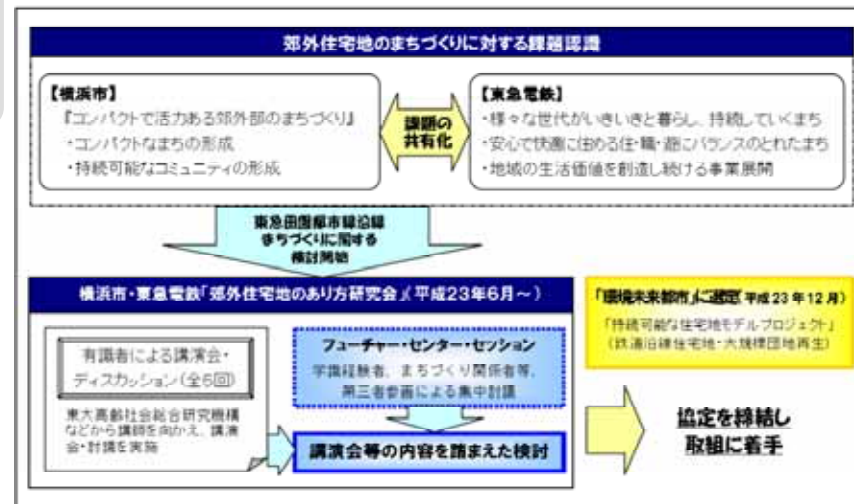 郊外住宅地のまちづくりに対する課題認識
【横浜市】
『コンパクトで活力ある郊外部のまちづくり』
・コンパクトなまちの形成
・持続可能なコミュニティの形成
課題の
共有化
【東急電鉄】
・様々な世代がいきいきと暮らし、持続していくまち
・安心で快適に住める住・職・遊にバランスのとれたまち
・地域の生活価値を創造し続ける事業展開
東急田園都市線沿線
まちづくりに関する
検討開始
横浜市・東急電鉄「郊外住宅地のあり方研究会」(平成23年6月～)
有識者による講演会・
ディスカッション(全6回)
東大高齢社会総合研究機構
などから講師を向かえ、講演
会・討議を実施
フューチャー・センター・セッション
学識経験者、まちづくり関係者等、
第三者参画による集中討議
講演会等の内容を踏まえた検討
「環境未来都市」に選定(平成23年12月)
「持続可能な住宅地モデルプロジェクト」
(鉄道沿線住宅地・大規模団地再生)
協定を締結し
取組に着手